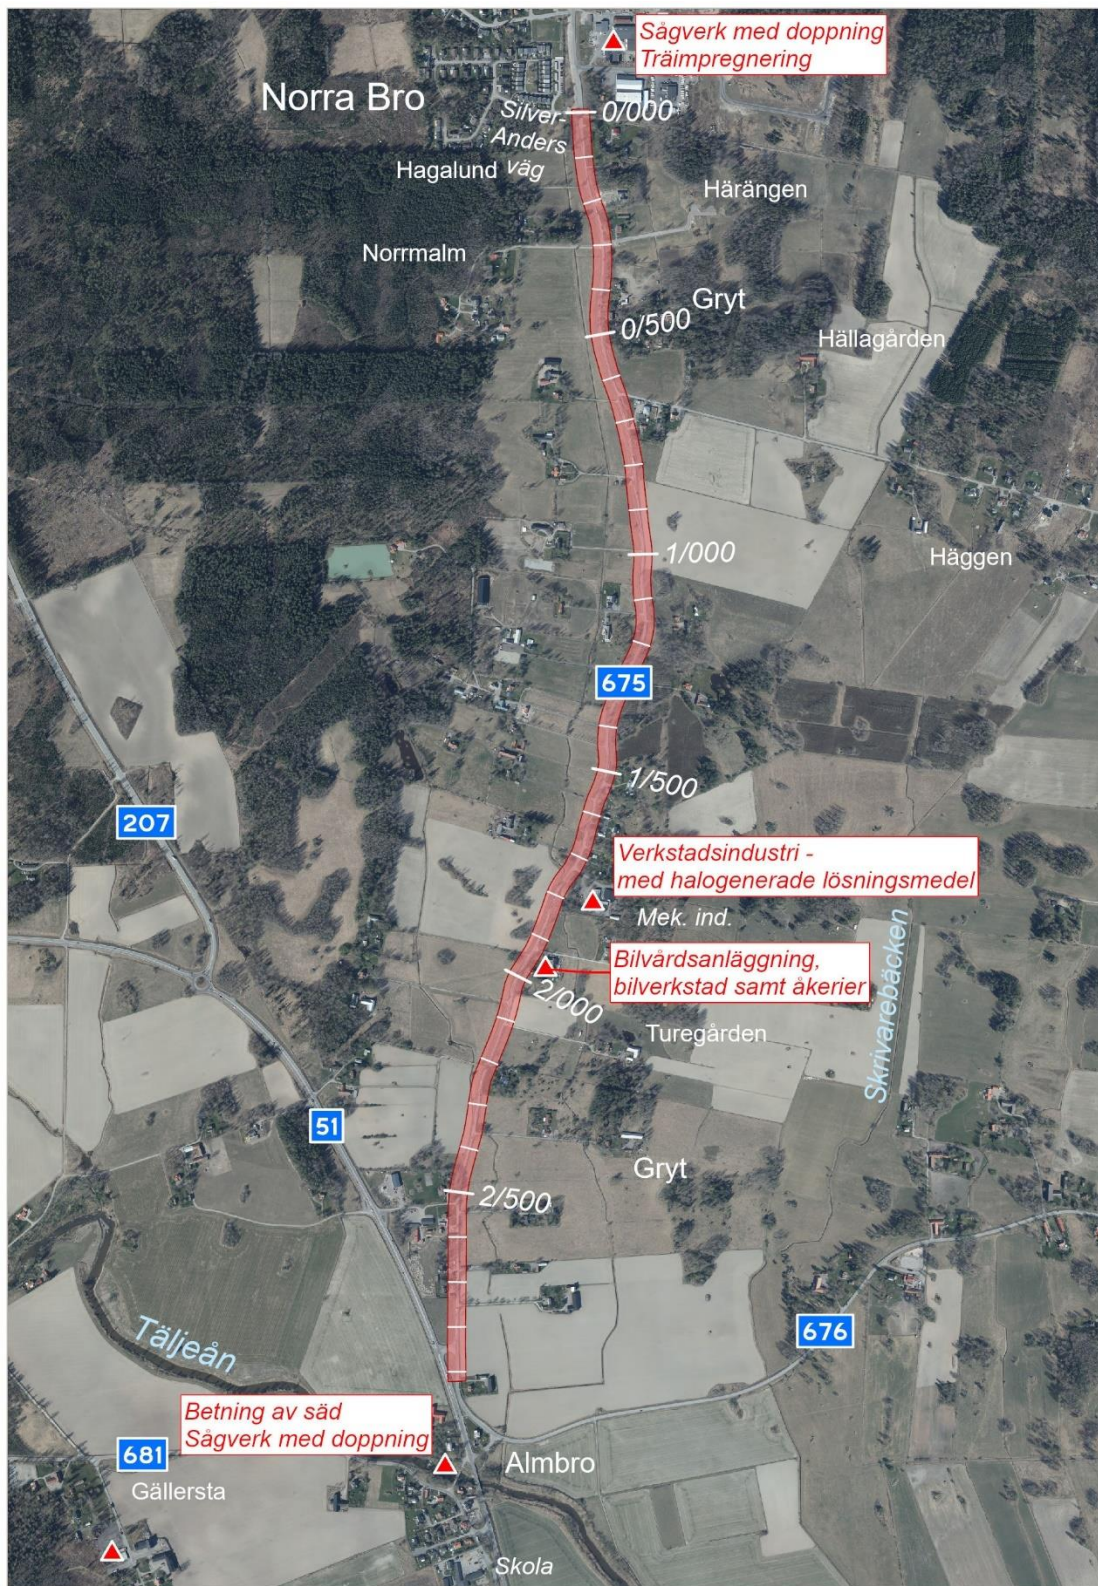 Sågverk med doppning
Träimpregnering
Norra Bro
Silver-
Anders
väg
0/000
Hagalund
Härängen
Norrmalm
Gryt
0/500
Hällagården
1/000
Häggen
675
1/500
207
Verkstadsindustri -
med halogenerade lösningsmedel
Mek. ind.
Bilvårdsanläggning,
bilverkstad samt åkerier
2/000
Skrivarebäcken
Turegården
51
Gryt
2/500
Täljeån
676
Betning av säd
Sågverk med doppning
681
Almbro
Gällersta
Skola